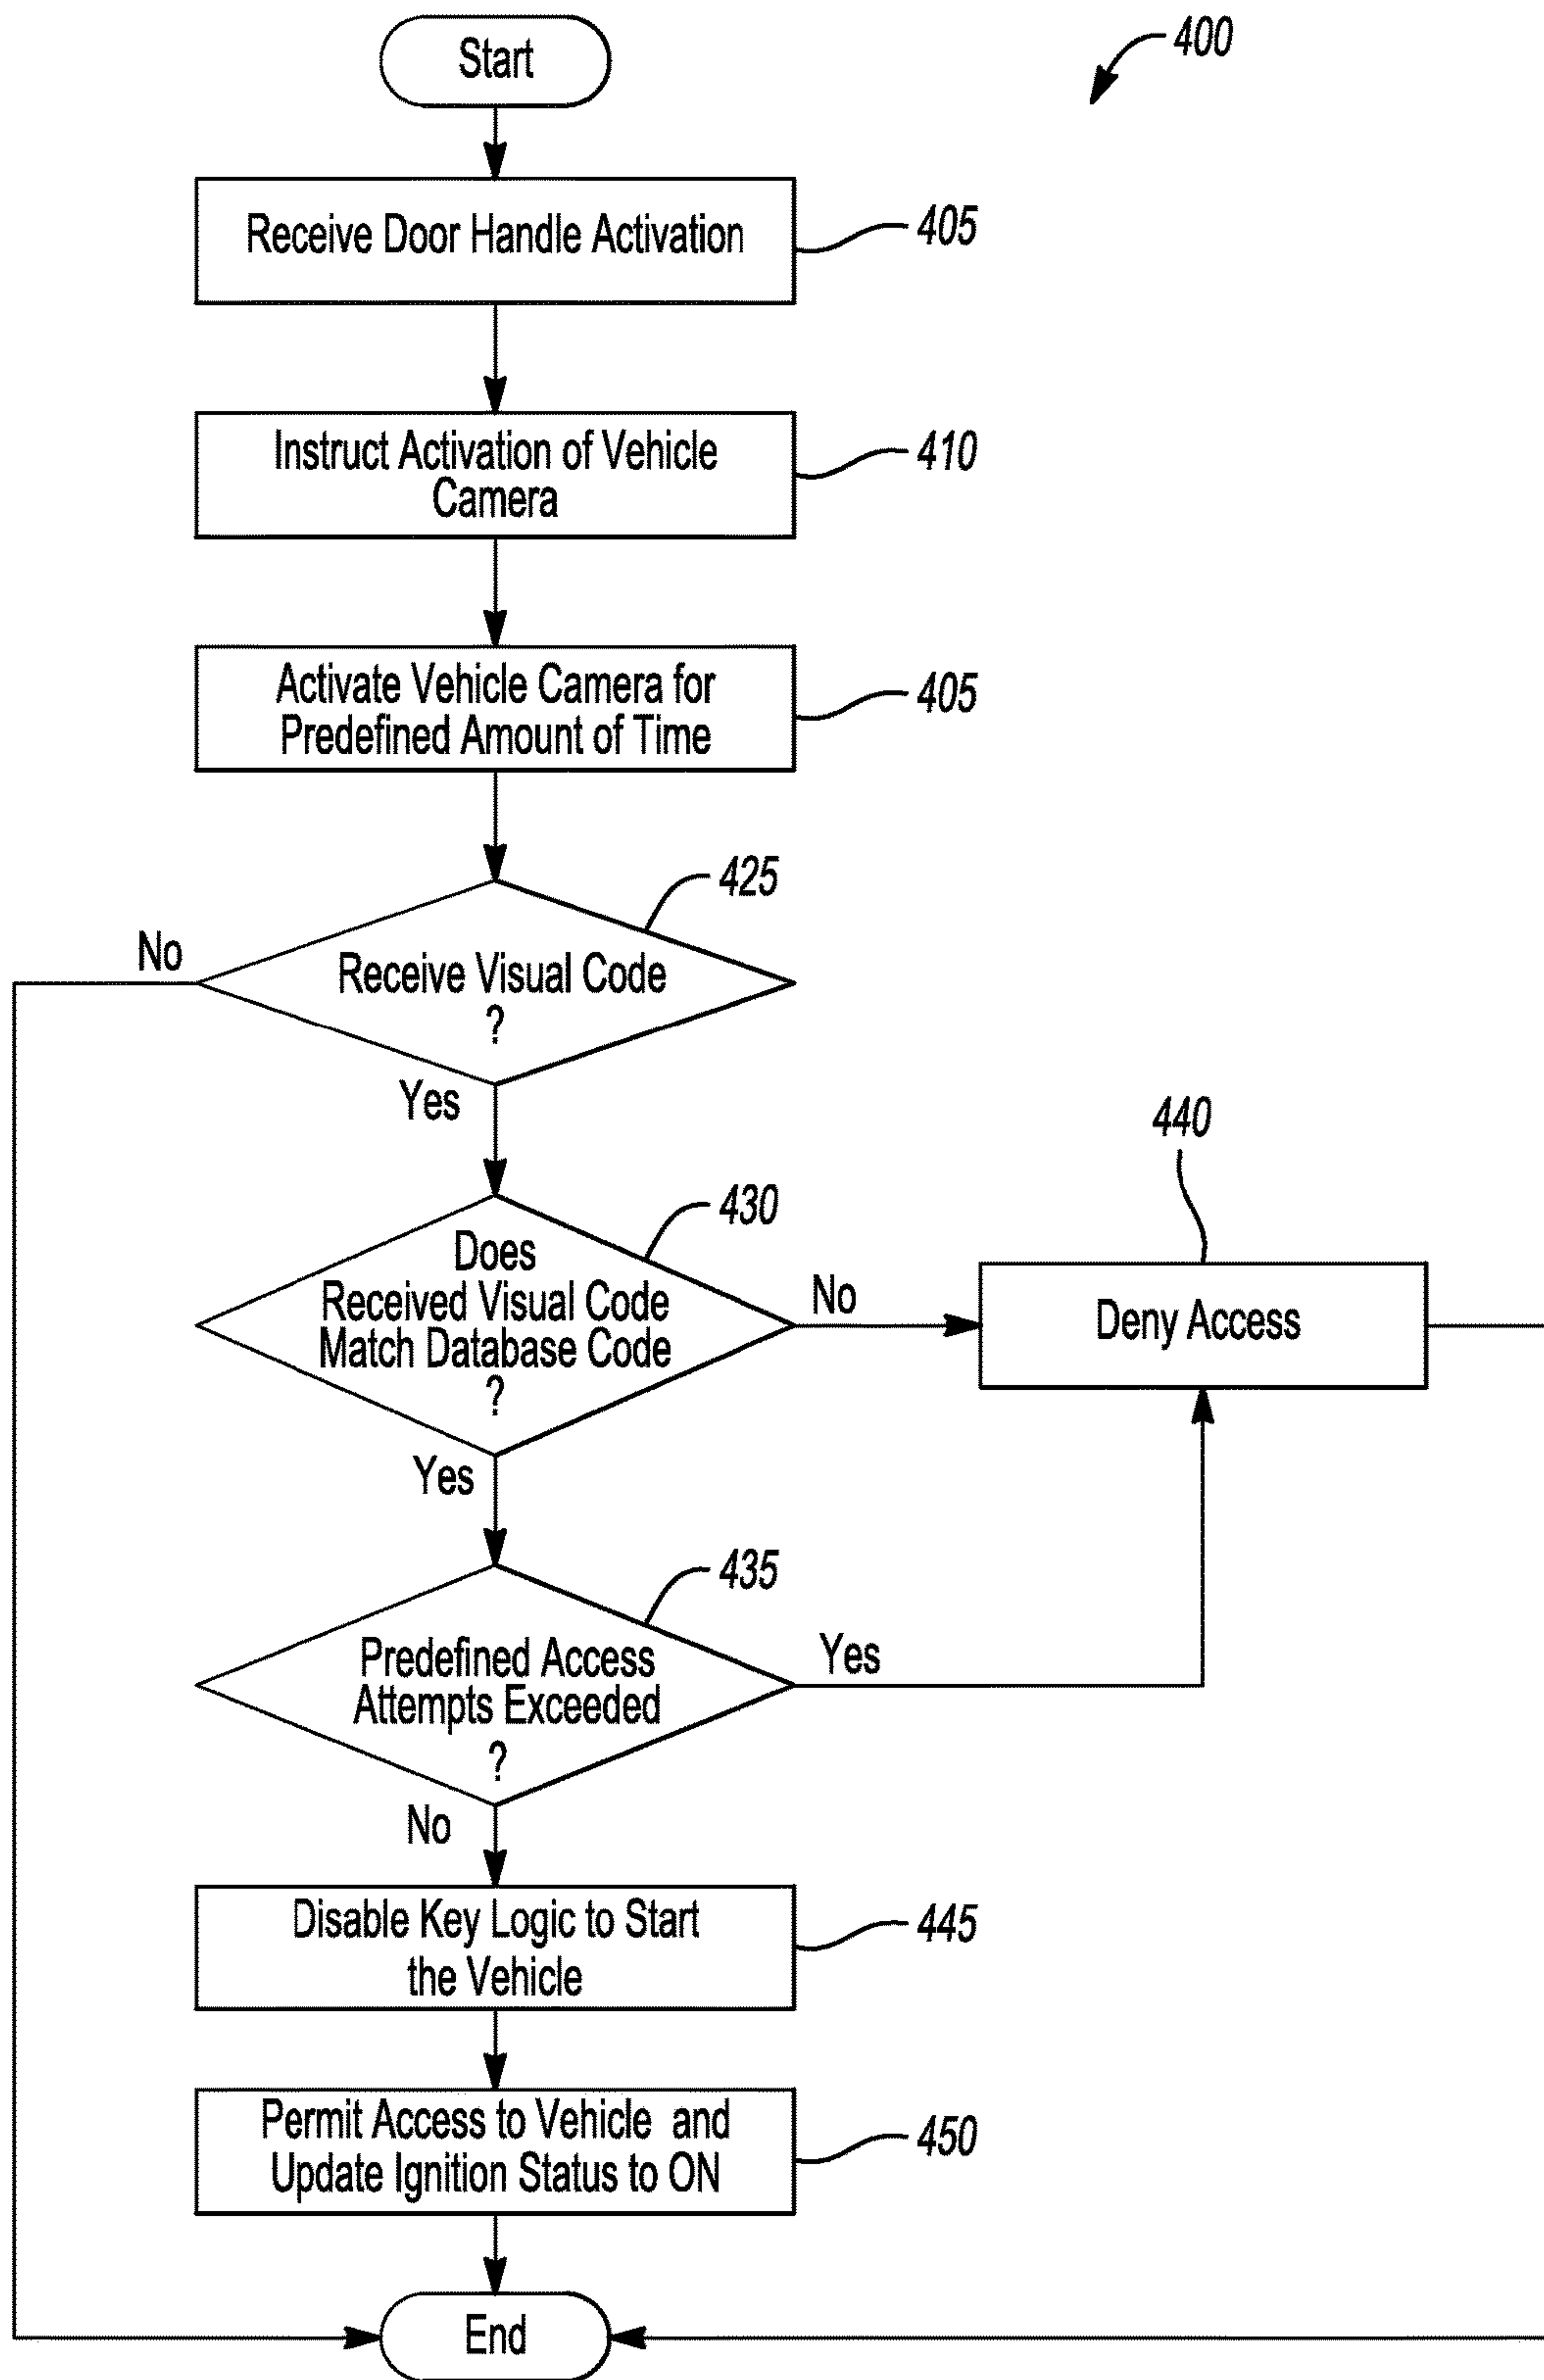 400
Start
Receive Door Handle Activation
405
Instruct Activation of Vehicle
Camera
410
Activate Vehicle Camera for
Predefined Amount of Time
405
425
No
Receive Visual Code
?
Yes
440
430
Does
Received Visual Code
Match Database Code
?
No
Deny Access
Yes
435
Predefined Access
Attempts Exceeded
?
Yes
No
Disable Key Logic to Start
the Vehicle
445
Permit Access to Vehicle and
Update Ignition Status to ON
450
End